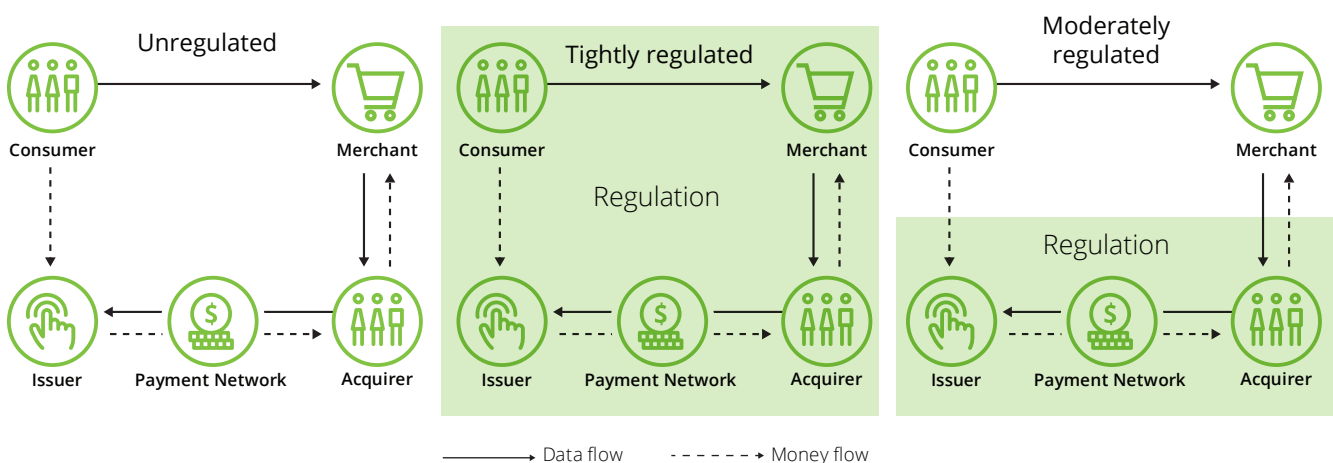 Unregulated
Consumer
Merchant
Issuer
Payment Network
Acquirer
Tightly regulated
Consumer
Merchant
Regulation
Issuer
Payment Network
Acquirer
Moderately
regulated
Consumer
Merchant
Regulation
Issuer
Payment Network
Acquirer
Data flow
Money flow